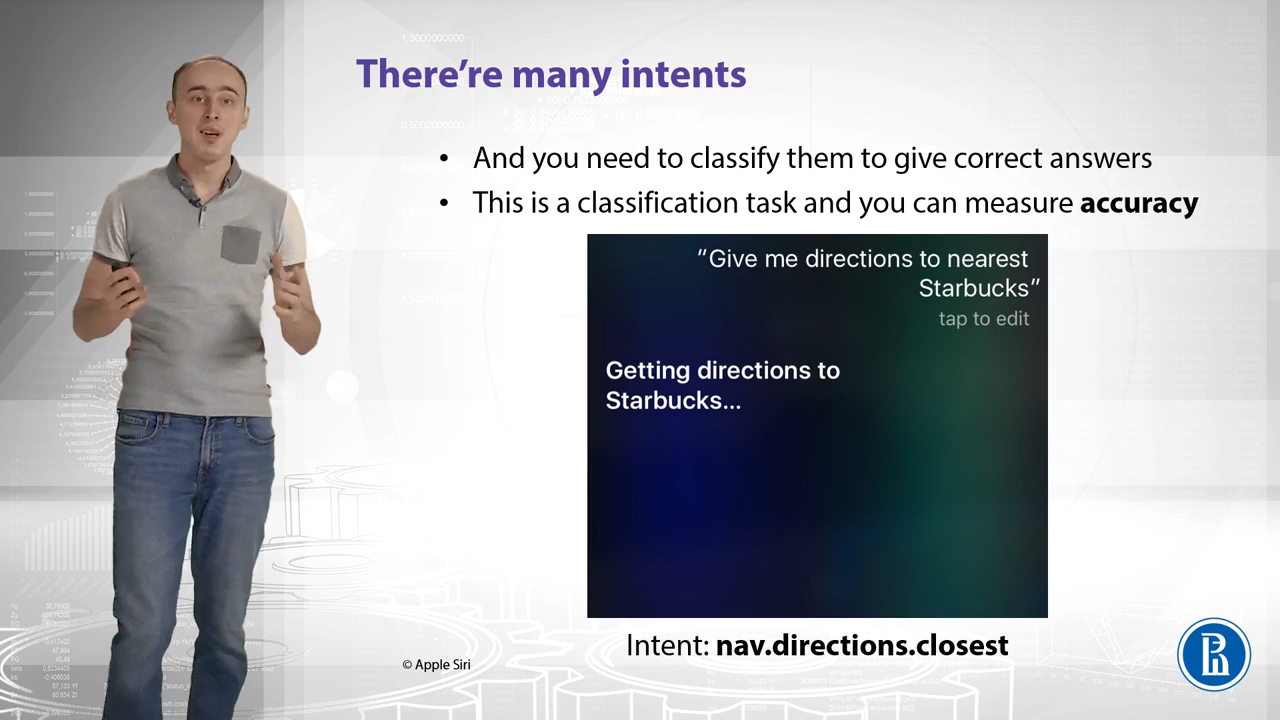 There’re many intents
• And you need to classify them to give correct answers
• This is a classification task and you can measure accuracy
"Give me directions to nearest
Starbucks"
tap to edit
Getting directions to
Starbucks...
Intent: nav.directions.closest
© Apple Siri